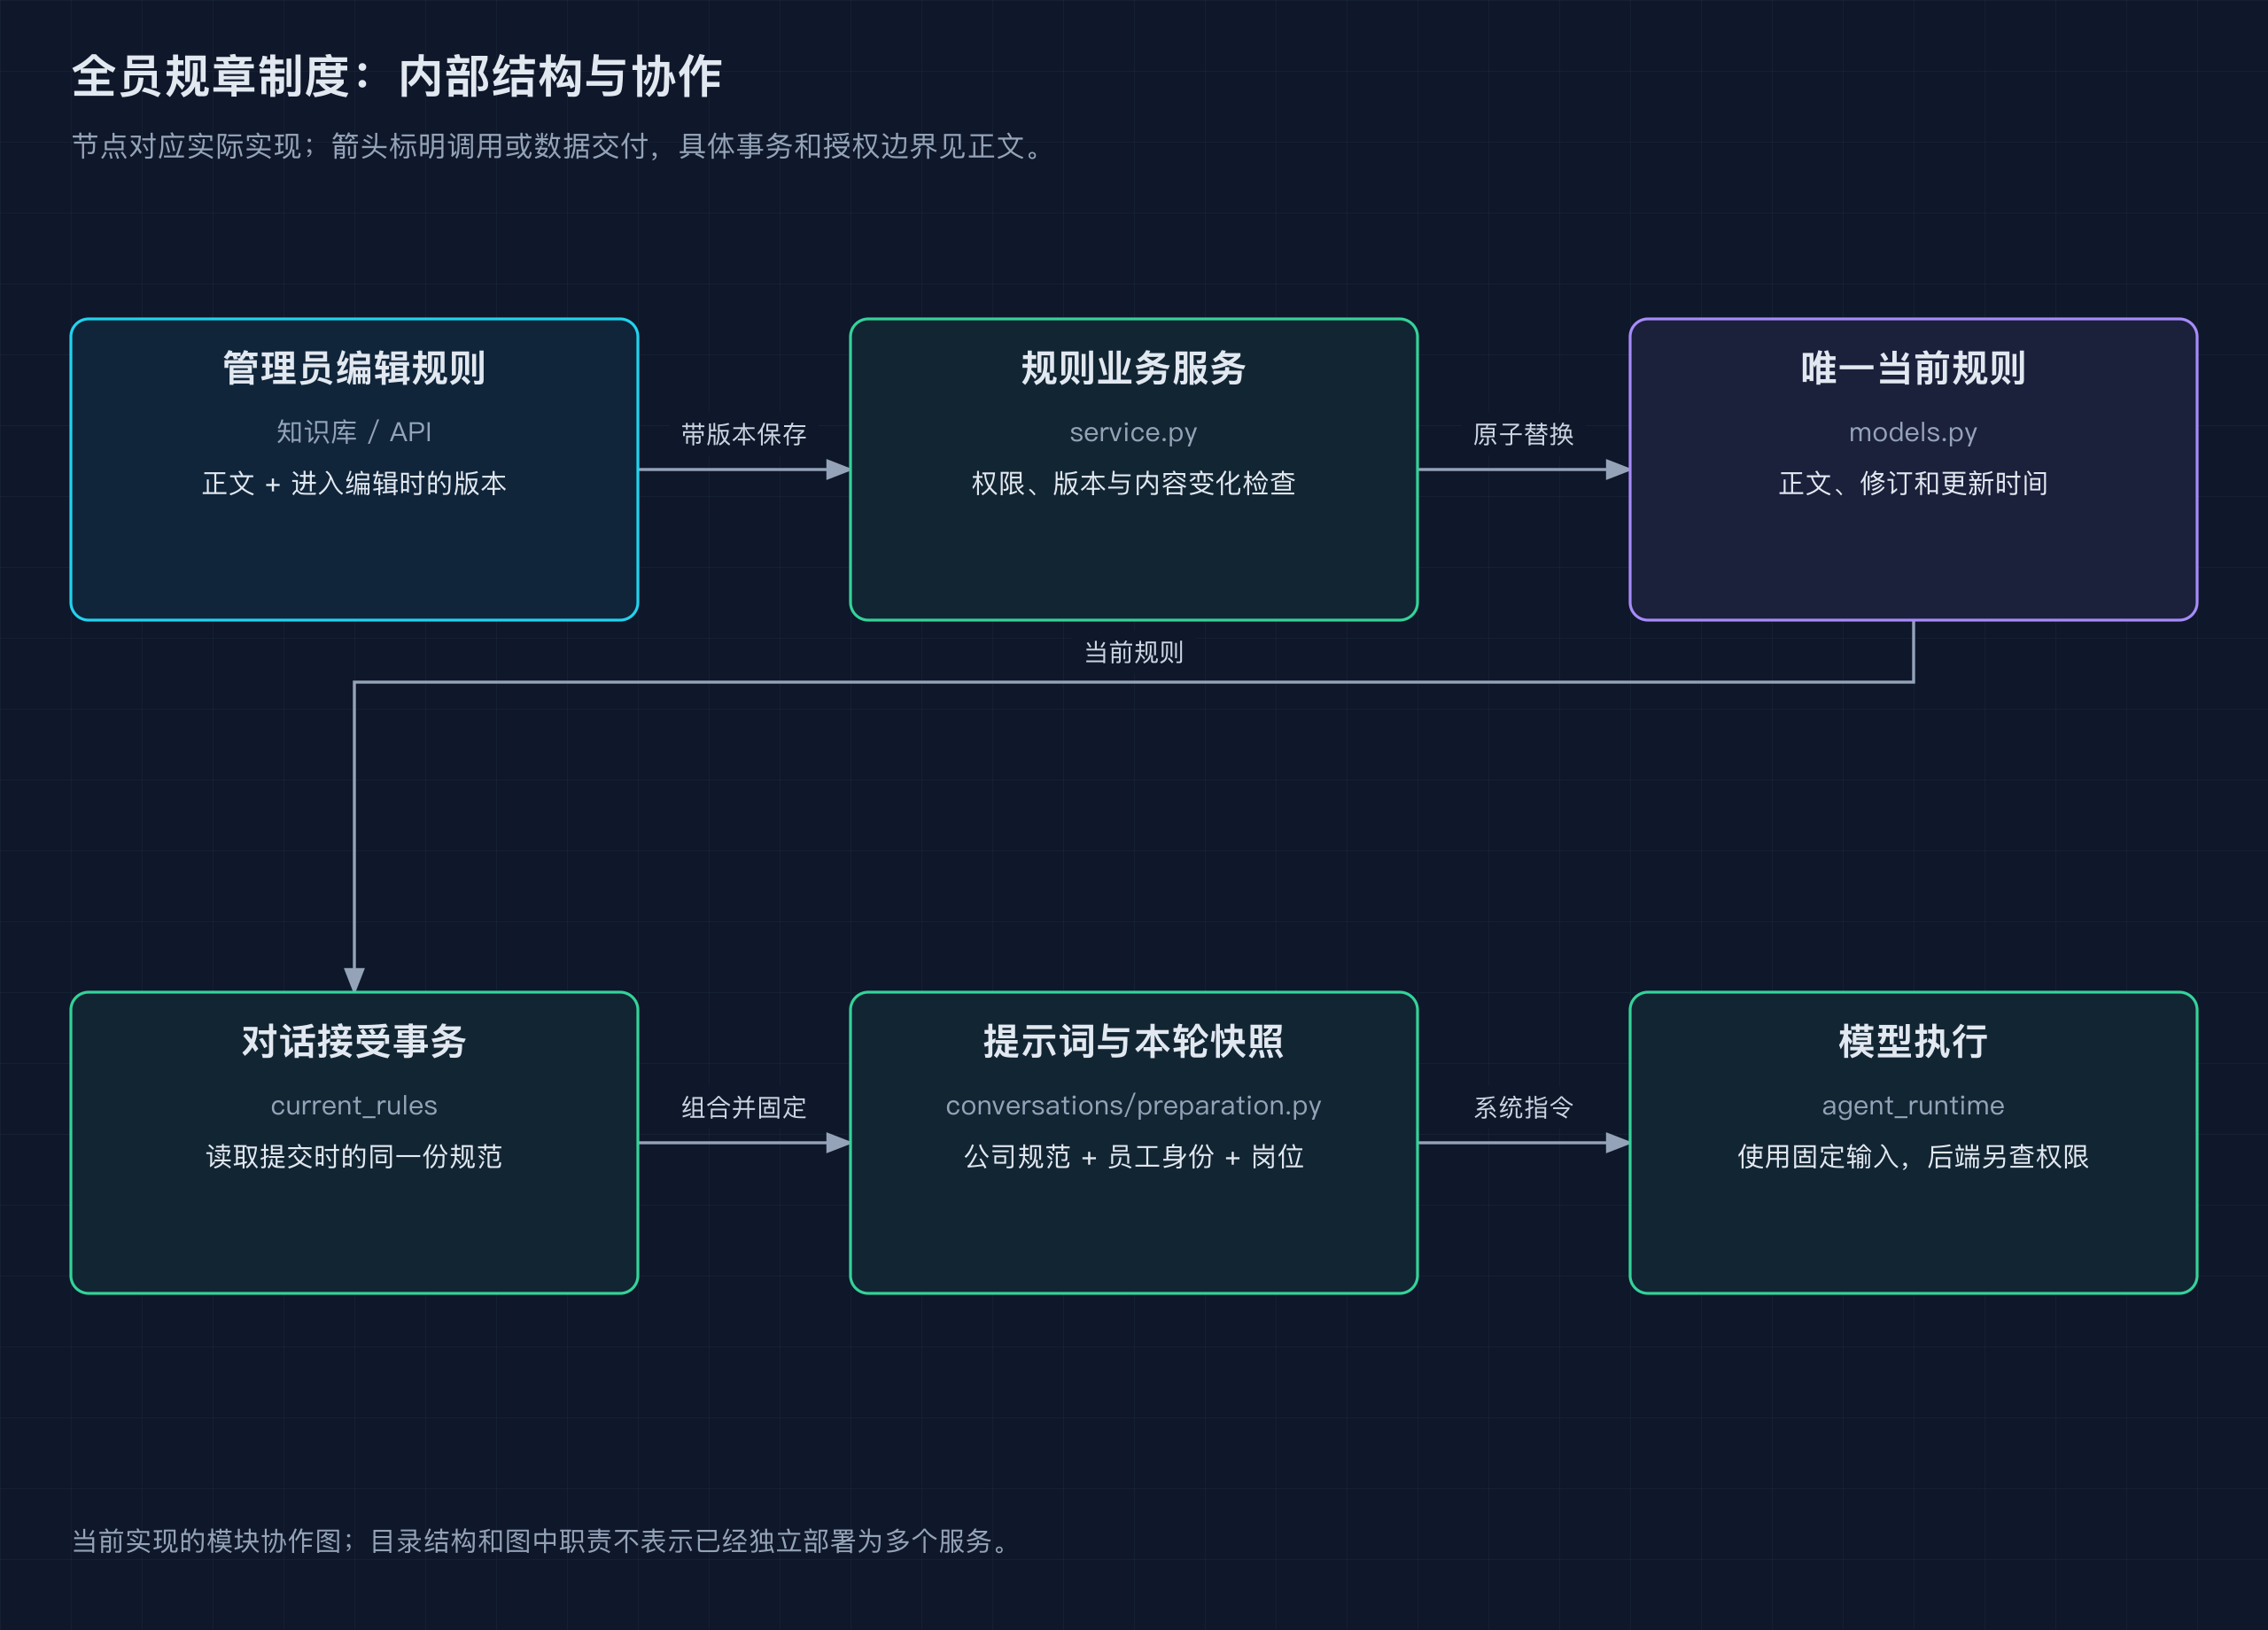 全员规章制度：内部结构与协作
节点对应实际实现；箭头标明调用或数据交付，具体事务和授权边界见正文。
管理员编辑规则
知识库 / API
正文 + 进入编辑时的版本
带版本保存
规则业务服务
service.py
权限、版本与内容变化检查
原子替换
唯一当前规则
models.py
正文、修订和更新时间
当前规则
对话接受事务
current_rules
读取提交时的同一份规范
组合并固定
提示词与本轮快照
conversations/preparation.py
公司规范 + 员工身份 + 岗位
系统指令
模型执行
agent_runtime
使用固定输入，后端另查权限
当前实现的模块协作图；目录结构和图中职责不表示已经独立部署为多个服务。